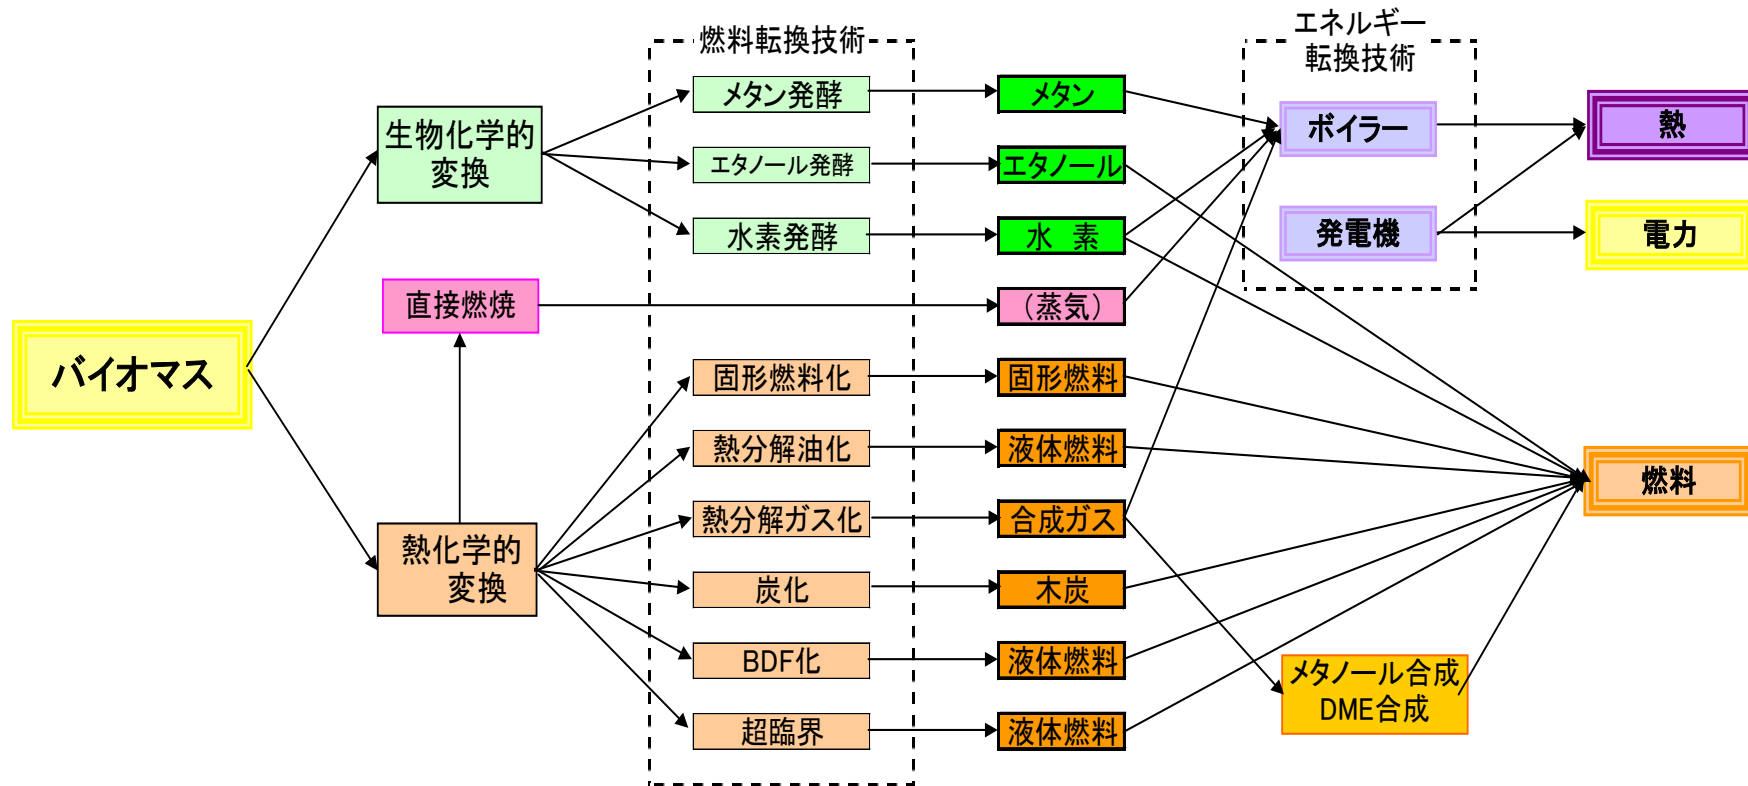 燃料転換技術
エネルギー
転換技術
メタン発酵
メタン
ボイラー
熱
生物化学的
変換
エタノール発酵
エタノール
水素発酵
水 素
発電機
電力
直接燃焼
(蒸気)
バイオマス
固形燃料化
固形燃料
熱分解油化
液体燃料
燃料
熱分解ガス化
合成ガス
熱化学的
変換
炭化
木炭
BDF化
液体燃料
メタノール合成
DME合成
超臨界
液体燃料